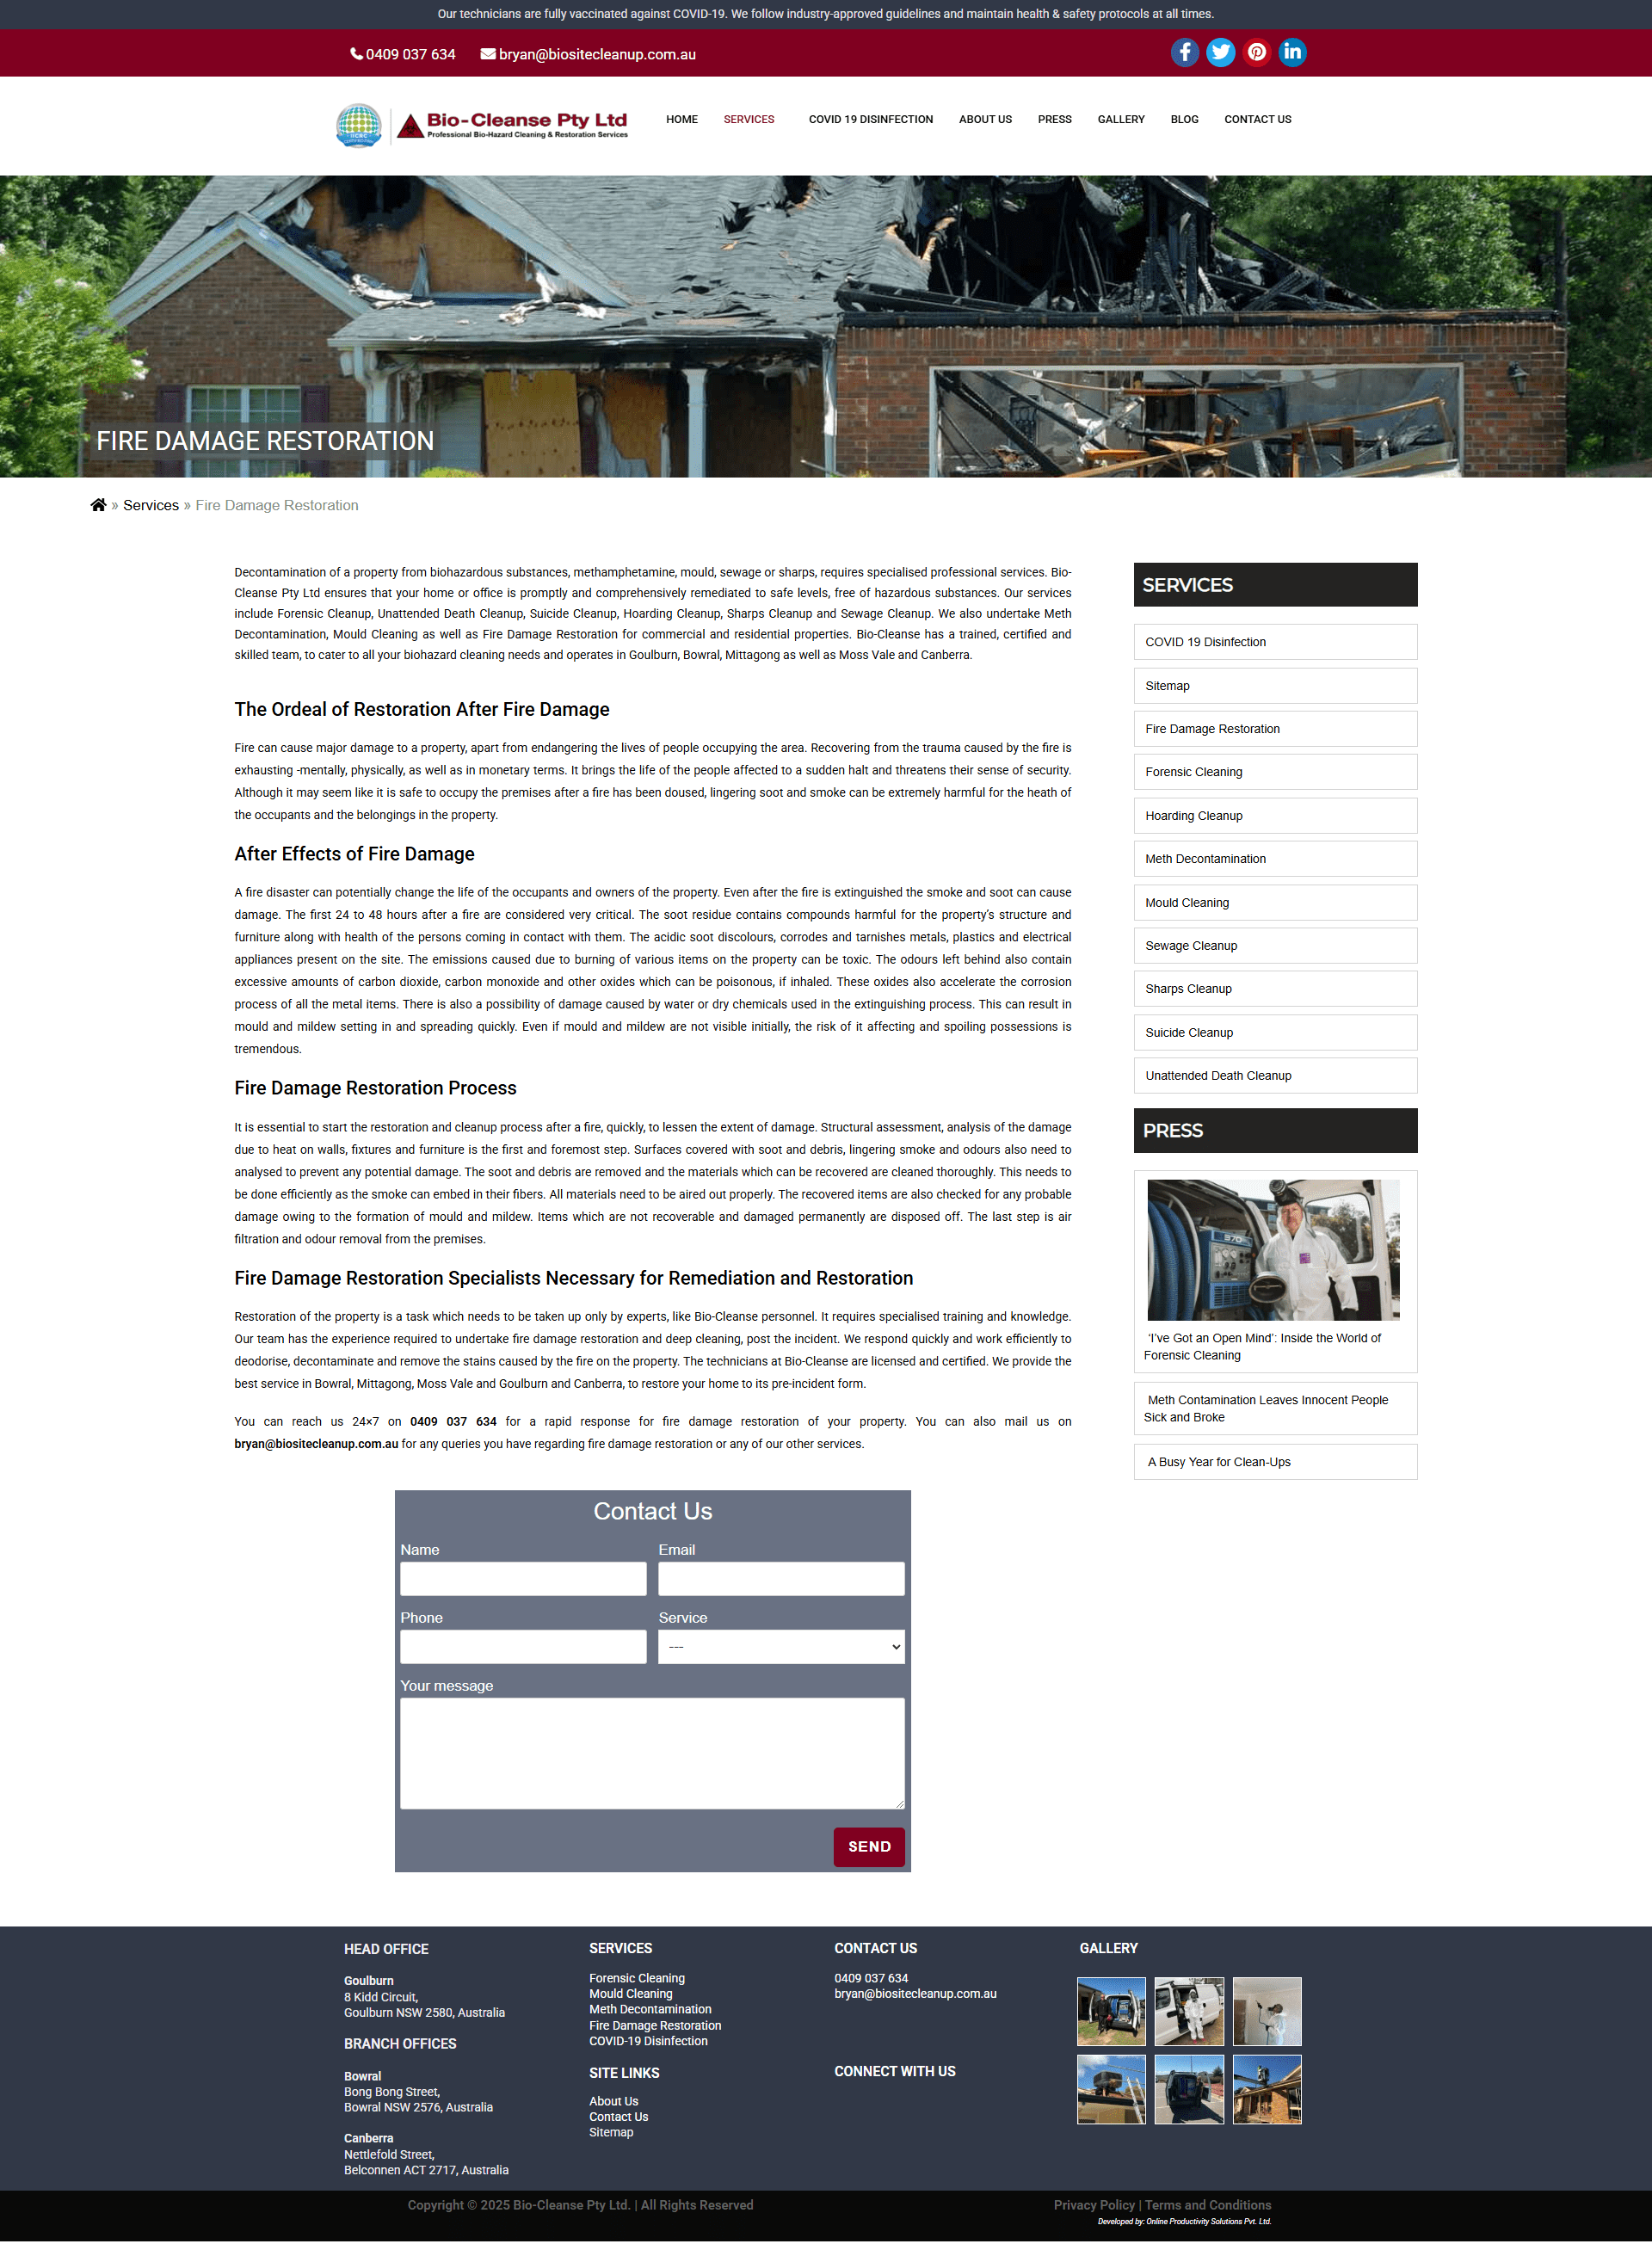 Our technicians are fully vaccinated against COVID-19. We follow industry-approved guidelines and maintain health & safety protocols at all times.
0409 037 634 bryan@biositecleanup.com.au
Bio-Cleanse Pty Ltd
Professional Bio-Hazard Cleaning & Restoration Services
HOME SERVICES COVID 19 DISINFECTION ABOUT US PRESS GALLERY BLOG CONTACT US
FIRE DAMAGE RESTORATION
» Services » Fire Damage Restoration
Decontamination of a property from biohazardous substances, methamphetamine, mould, sewage or sharps, requires specialised professional services. Bio-
Cleanse Pty Ltd ensures that your home or office is promptly and comprehensively remediated to safe levels, free of hazardous substances. Our services
include Forensic Cleanup, Unattended Death Cleanup, Suicide Cleanup, Hoarding Cleanup, Sharps Cleanup and Sewage Cleanup. We also undertake Meth
Decontamination, Mould Cleaning as well as Fire Damage Restoration for commercial and residential properties. Bio-Cleanse has a trained, certified and
skilled team, to cater to all your biohazard cleaning needs and operates in Goulburn, Bowral, Mittagong as well as Moss Vale and Canberra.
The Ordeal of Restoration After Fire Damage
Fire can cause major damage to a property, apart from endangering the lives of people occupying the area. Recovering from the trauma caused by the fire is
exhausting -mentally, physically, as well as in monetary terms. It brings the life of the people affected to a sudden halt and threatens their sense of security.
Although it may seem like it is safe to occupy the premises after a fire has been doused, lingering soot and smoke can be extremely harmful for the heath of
the occupants and the belongings in the property.
After Effects of Fire Damage
A fire disaster can potentially change the life of the occupants and owners of the property. Even after the fire is extinguished the smoke and soot can cause
damage. The first 24 to 48 hours after a fire are considered very critical. The soot residue contains compounds harmful for the property's structure and
furniture along with health of the persons coming in contact with them. The acidic soot discolours, corrodes and tarnishes metals, plastics and electrical
appliances present on the site. The emissions caused due to burning of various items on the property can be toxic. The odours left behind also contain
excessive amounts of carbon dioxide, carbon monoxide and other oxides which can be poisonous, if inhaled. These oxides also accelerate the corrosion
process of all the metal items. There is also a possibility of damage caused by water or dry chemicals used in the extinguishing process. This can result in
mould and mildew setting in and spreading quickly. Even if mould and mildew are not visible initially, the risk of it affecting and spoiling possessions is
tremendous.
Fire Damage Restoration Process
It is essential to start the restoration and cleanup process after a fire, quickly, to lessen the extent of damage. Structural assessment, analysis of the damage
due to heat on walls, fixtures and furniture is the first and foremost step. Surfaces covered with soot and debris, lingering smoke and odours also need to
analysed to prevent any potential damage. The soot and debris are removed and the materials which can be recovered are cleaned thoroughly. This needs to
be done efficiently as the smoke can embed in their fibers. All materials need to be aired out properly. The recovered items are also checked for any probable
damage owing to the formation of mould and mildew. Items which are not recoverable and damaged permanently are disposed off. The last step is air
filtration and odour removal from the premises.
Fire Damage Restoration Specialists Necessary for Remediation and Restoration
Restoration of the property is a task which needs to be taken up only by experts, like Bio-Cleanse personnel. It requires specialised training and knowledge.
Our team has the experience required to undertake fire damage restoration and deep cleaning, post the incident. We respond quickly and work efficiently to
deodorise, decontaminate and remove the stains caused by the fire on the property. The technicians at Bio-Cleanse are licensed and certified. We provide the
best service in Bowral, Mittagong, Moss Vale and Goulburn and Canberra, to restore your home to its pre-incident form.
You can reach us 24×7 on 0409 037 634 for a rapid response for fire damage restoration of your property. You can also mail us on
bryan@biositecleanup.com.au for any queries you have regarding fire damage restoration or any of our other services.
SERVICES
COVID 19 Disinfection
Sitemap
Fire Damage Restoration
Forensic Cleaning
Hoarding Cleanup
Meth Decontamination
Mould Cleaning
Sewage Cleanup
Sharps Cleanup
Suicide Cleanup
Unattended Death Cleanup
PRESS
370
'I've Got an Open Mind': Inside the World of
Forensic Cleaning
Meth Contamination Leaves Innocent People
Sick and Broke
A Busy Year for Clean-Ups
Contact Us
Name Email
Phone Service
---
Your message
SEND
HEAD OFFICE
Goulburn
8 Kidd Circuit,
Goulburn NSW 2580, Australia
BRANCH OFFICES
Bowral
Bong Bong Street,
Bowral NSW 2576, Australia
Canberra
Nettlefold Street,
Belconnen ACT 2717, Australia
SERVICES
Forensic Cleaning
Mould Cleaning
Meth Decontamination
Fire Damage Restoration
COVID-19 Disinfection
SITE LINKS
About Us
Contact Us
Sitemap
CONTACT US
0409 037 634
bryan@biositecleanup.com.au
CONNECT WITH US
GALLERY
Copyright © 2025 Bio-Cleanse Pty Ltd. | All Rights Reserved
Privacy Policy | Terms and Conditions
Developed by: Online Productivity Solutions Pvt. Ltd.